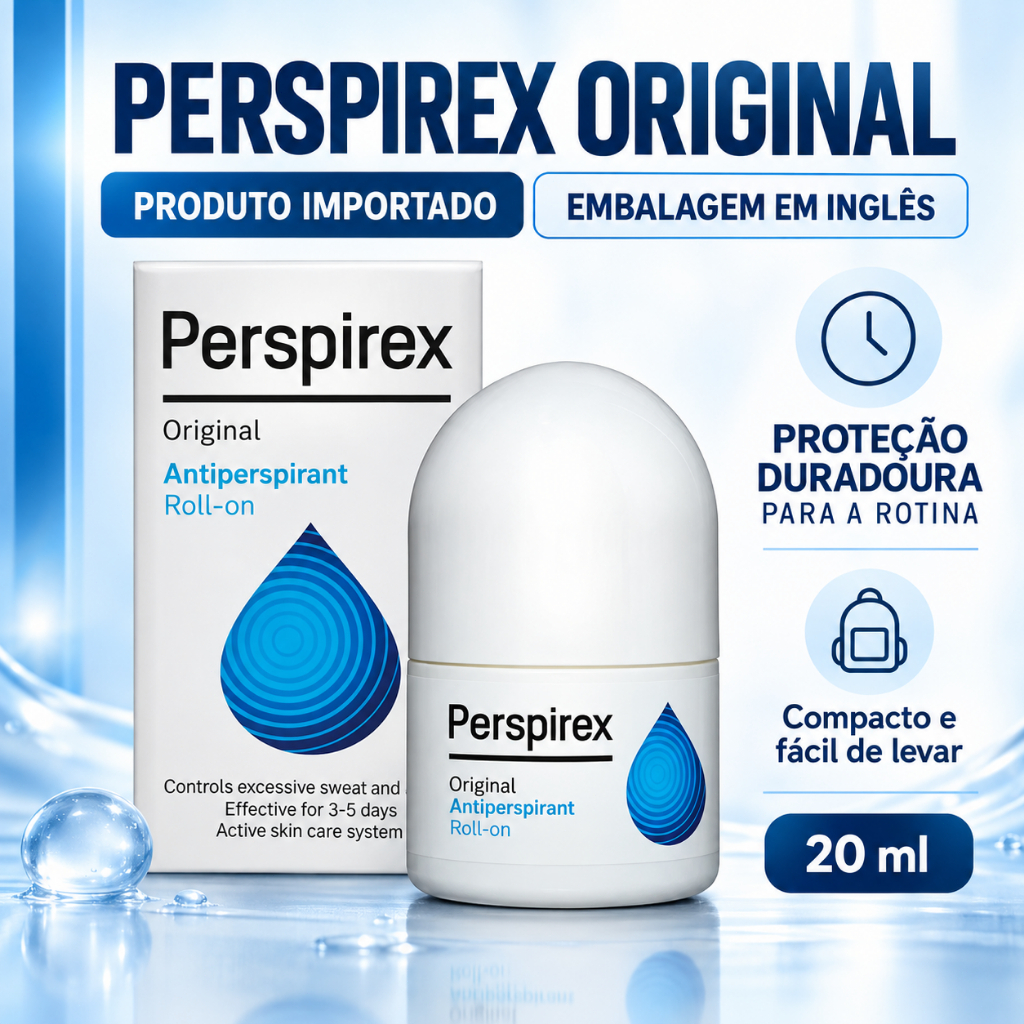 PERSPIREX ORIGINAL
PRODUTO IMPORTADO
EMBALAGEM EM INGLÊS
Perspirex
Original
Antiperspirant
Roll-on
Controls excessive sweat and
Effective for 3-5 days
Active skin care system
Perspirex
Original
Antiperspirant
Roll-on
PROTEÇÃO
DURADOURA
PARA A ROTINA
Compacto e
fácil de levar
20 ml